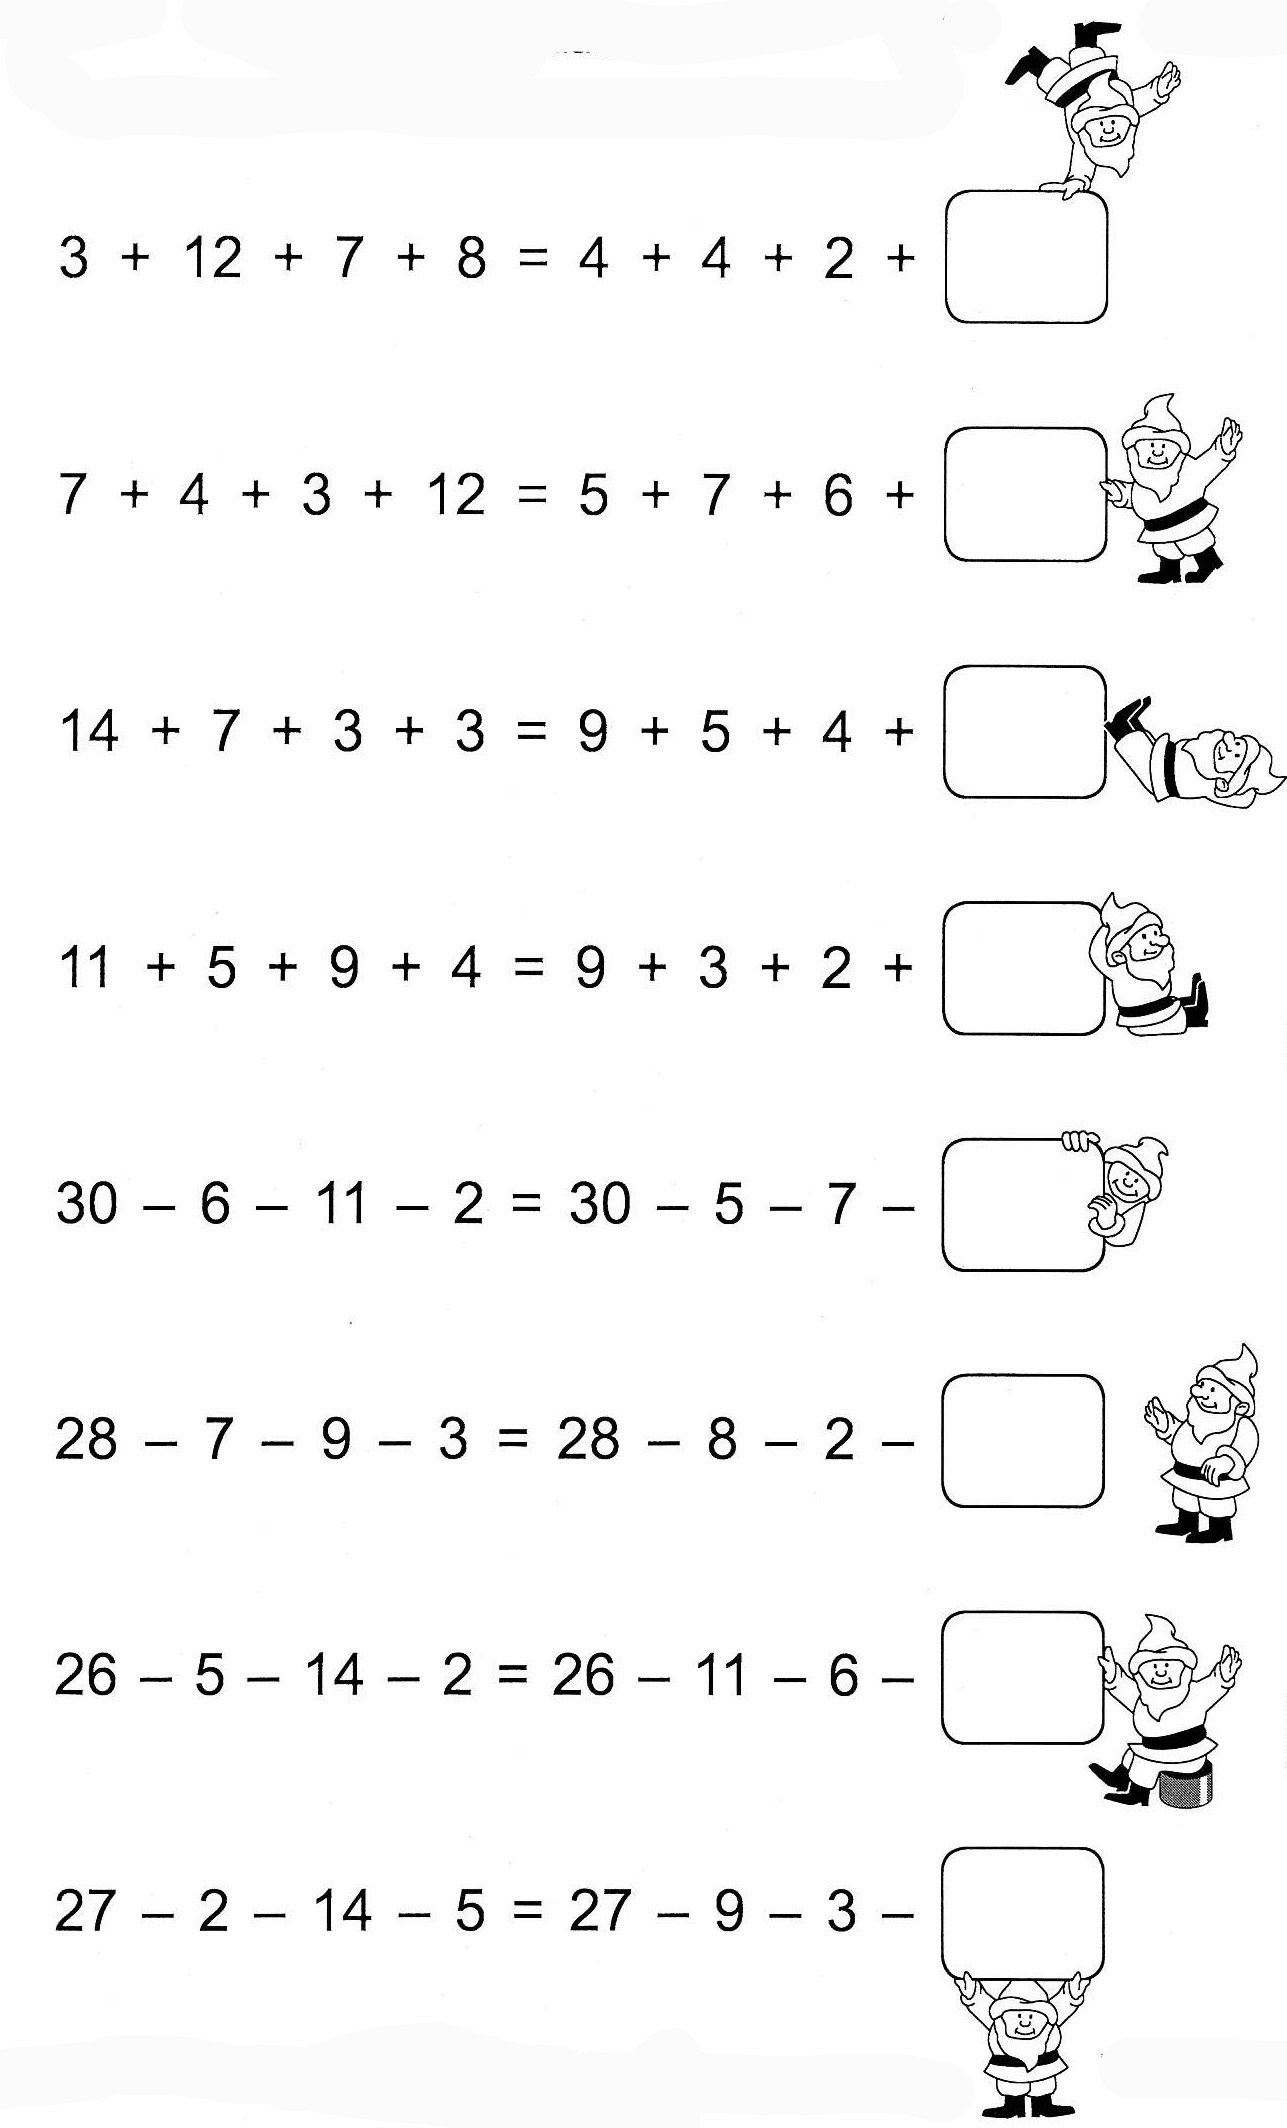 3 + 12 + 7 + 8 = 4 + 4 + 2 +
7 + 4 + 3 + 12 = 5 + 7 + 6 +
14 + 7 + 3 + 3 = 9 + 5 + 4 +
11 + 5 + 9 + 4 = 9 + 3 + 2 +
30 – 6 – 11 – 2 = 30 – 5 – 7 –
28 – 7 – 9 – 3 = 28 – 8 – 2 –
26 – 5 – 14 – 2 = 26 – 11 – 6 –
27 – 2 – 14 – 5 = 27 – 9 – 3 –